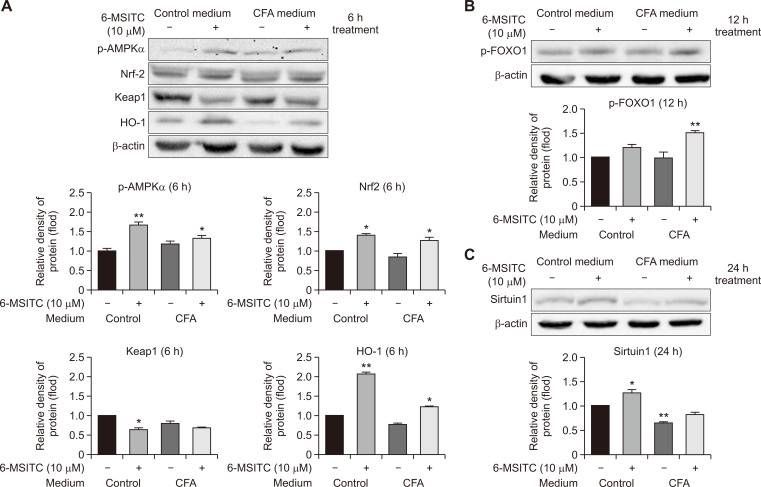 A
6-MSITC
(10 μM)
Control medium
CFA medium
− + − +
6 h
treatment
p-AMPKα
Nrf-2
Keap1
HO-1
β-actin
p-AMPKα (6 h)
Relative density of
protein (flod)
2.5
2.0
1.5
1.0
0.5
0
**
*
6-MSITC (10 μM)
− + − +
Medium
Control
CFA
Nrf2 (6 h)
Relative density of
protein (flod)
2.5
2.0
1.5
1.0
0.5
0
*
*
6-MSITC (10 μM)
− + − +
Medium
Control
CFA
Keap1 (6 h)
Relative density of
protein (flod)
2.5
2.0
1.5
1.0
0.5
0
*
6-MSITC (10 μM)
− + − +
Medium
Control
CFA
HO-1 (6 h)
Relative density of
protein (flod)
2.5
2.0
1.5
1.0
0.5
0
**
*
6-MSITC (10 μM)
− + − +
Medium
Control
CFA
B
6-MSITC
(10 μM)
Control medium
CFA medium
− + − +
12 h
treatment
p-FOXO1
β-actin
p-FOXO1 (12 h)
Relative density of
protein (flod)
2.0
1.5
1.0
0.5
0
**
6-MSITC (10 μM)
− + − +
Medium
Control
CFA
C
6-MSITC
(10 μM)
Control medium
CFA medium
− + − +
24 h
treatment
Sirtuin1
β-actin
Sirtuin1 (24 h)
Relative density of
protein (flod)
2.0
1.5
1.0
0.5
0
*
**
6-MSITC (10 μM)
− + − +
Medium
Control
CFA